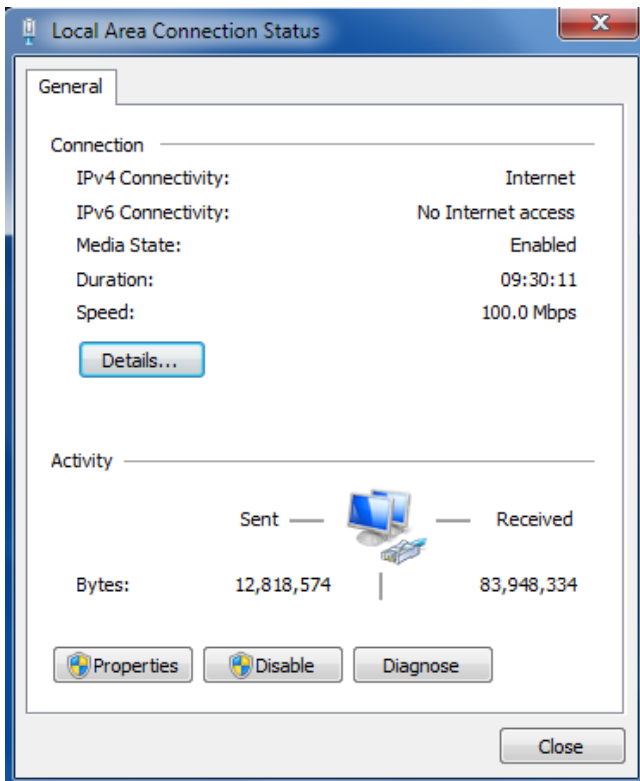 Local Area Connection Status
General
Connection
IPv4 Connectivity: Internet
IPv6 Connectivity: No Internet access
Media State: Enabled
Duration: 09:30:11
Speed: 100.0 Mbps
Details...
Activity
Sent Received
Bytes: 12,818,574 83,948,334
Properties Disable Diagnose
Close